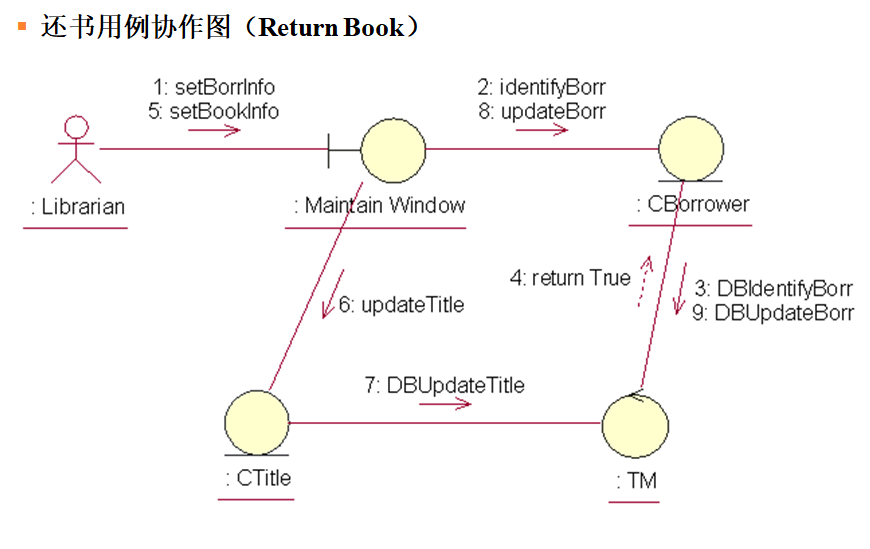 还书用例协作图（Return Book）
1: setBorrInfo
5: setBookInfo
2: identifyBorr
8: updateBorr
: Librarian
: Maintain Window
: CBorrower
4: return True
3: DBIdentifyBorr
9: DBUpdateBorr
6: updateTitle
7: DBUpdateTitle
: CTitle
: TM